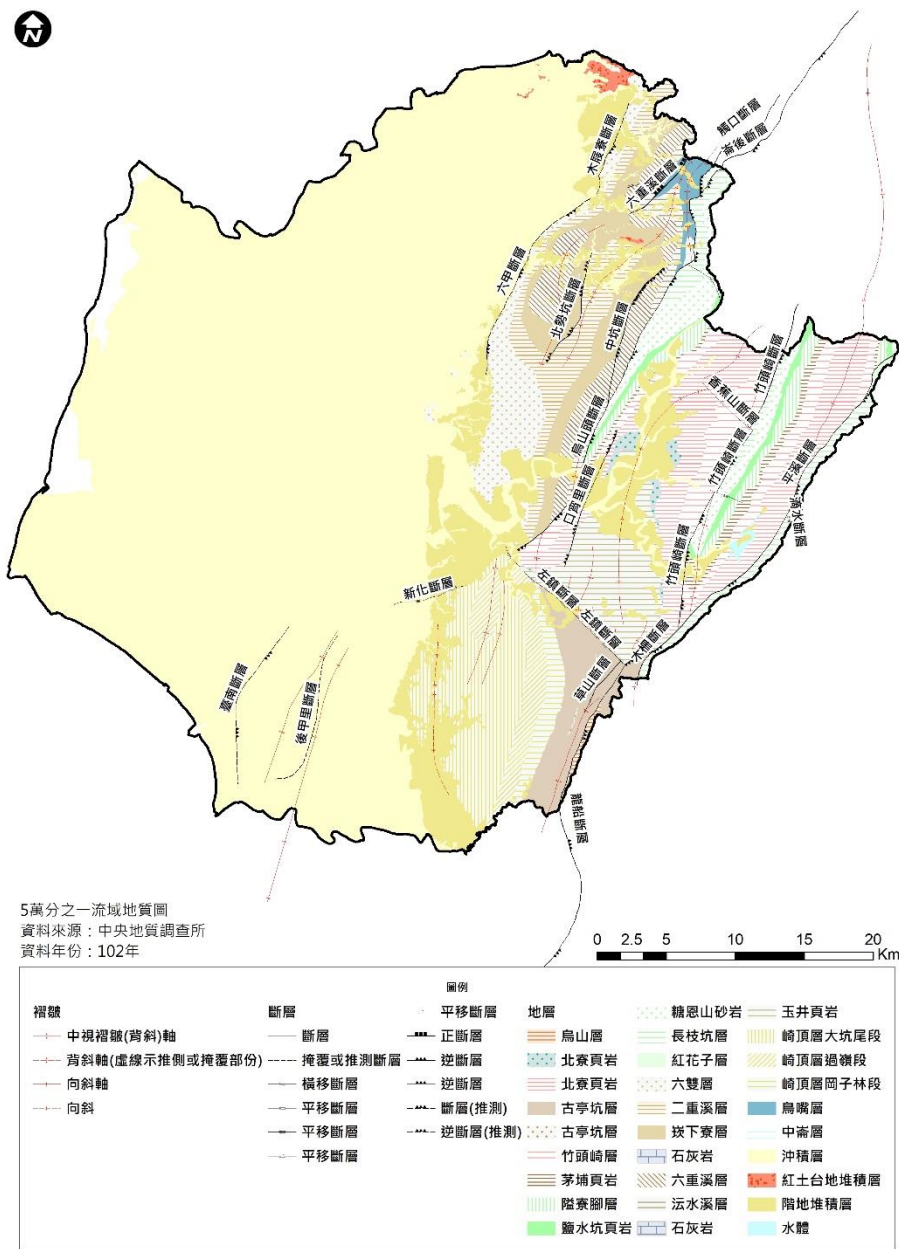 N
觸口斷層
崙後斷層
木屐寮斷層
六重溪斷層
六甲斷層
北勢坑斷層
中坑斷層
竹頭崎斷層
香蕉山斷層
烏山頭斷層
竹頭崎斷層
平溪斷層
口宵里斷層
竹頭崎斷層
新化斷層
左鎮斷層
左鎮斷層
木柵斷層
草山斷層
臺南斷層
後甲里斷層
龍船斷層
5萬分之一流域地質圖
資料來源：中央地質調查所
資料年份：102年
0 2.5 5 10 15 20
Km
圖例
褶皺
中視褶皺(背斜)軸
背斜軸(虛線示推側或掩覆部份)
向斜軸
向斜
斷層
斷層
掩覆或推測斷層
橫移斷層
平移斷層
平移斷層
平移斷層
平移斷層
正斷層
逆斷層
逆斷層
斷層(推測)
逆斷層(推測)
地層
烏山層
北寮頁岩
北寮頁岩
古亭坑層
古亭坑層
竹頭崎層
茅埔頁岩
隘寮腳層
鹽水坑頁岩
糖恩山砂岩
長枝坑層
紅花子層
六雙層
二重溪層
崁下寮層
石灰岩
六重溪層
沄水溪層
石灰岩
玉井頁岩
崎頂層大坑尾段
崎頂層過嶺段
崎頂層岡子林段
鳥嘴層
中崙層
沖積層
紅土台地堆積層
階地堆積層
水體